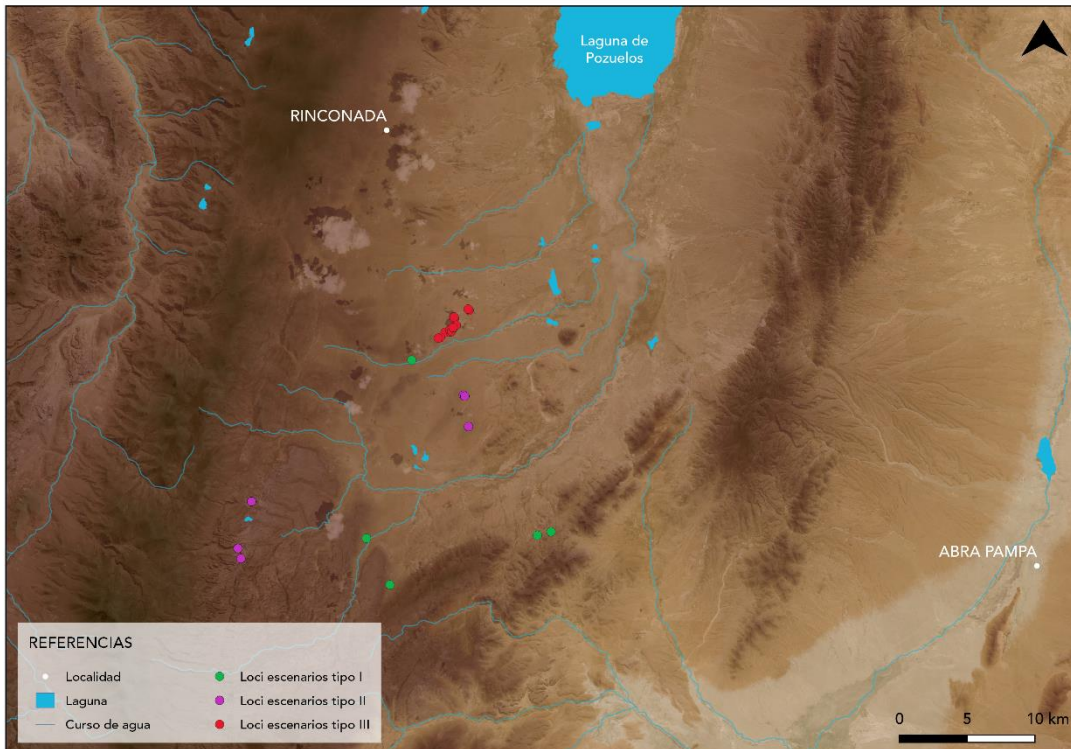 Laguna de
Pozuelos
RINCONADA
ABRA PAMPA
REFERENCIAS
Localidad
Laguna
Curso de agua
Loci escenarios tipo I
Loci escenarios tipo II
Loci escenarios tipo III
0 5 10 km